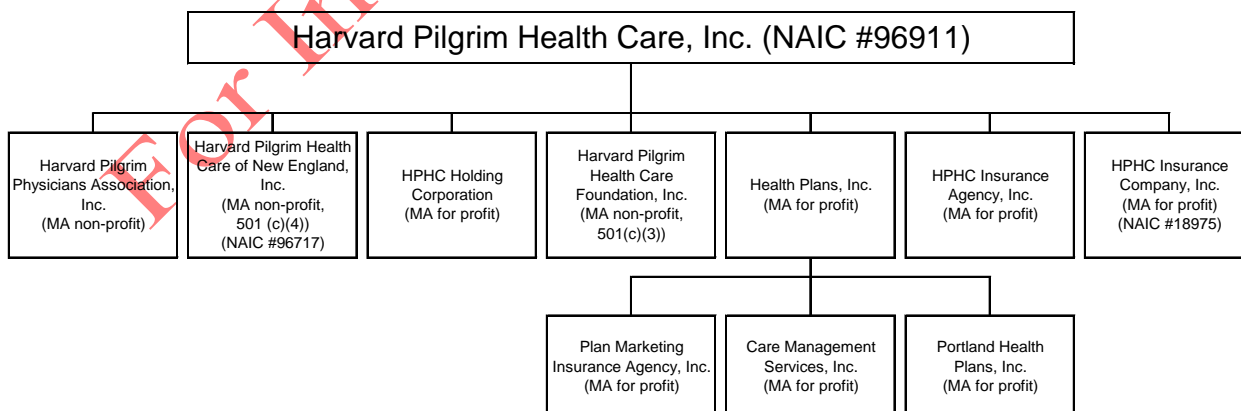 Harvard Pilgrim Health Care, Inc. (NAIC #96911)
Harvard Pilgrim
Physicians Association,
Inc.
(MA non-profit)
Harvard Pilgrim Health
Care of New England,
Inc.
(MA non-profit,
501 (c)(4))
(NAIC #96717)
HPHC Holding
Corporation
(MA for profit)
Harvard Pilgrim
Health Care
Foundation, Inc.
(MA non-profit,
501(c)(3))
Health Plans, Inc.
(MA for profit)
HPHC Insurance
Agency, Inc.
(MA for profit)
HPHC Insurance
Company, Inc.
(MA for profit)
(NAIC #18975)
Plan Marketing
Insurance Agency, Inc.
(MA for profit)
Care Management
Services, Inc.
(MA for profit)
Portland Health
Plans, Inc.
(MA for profit)
For